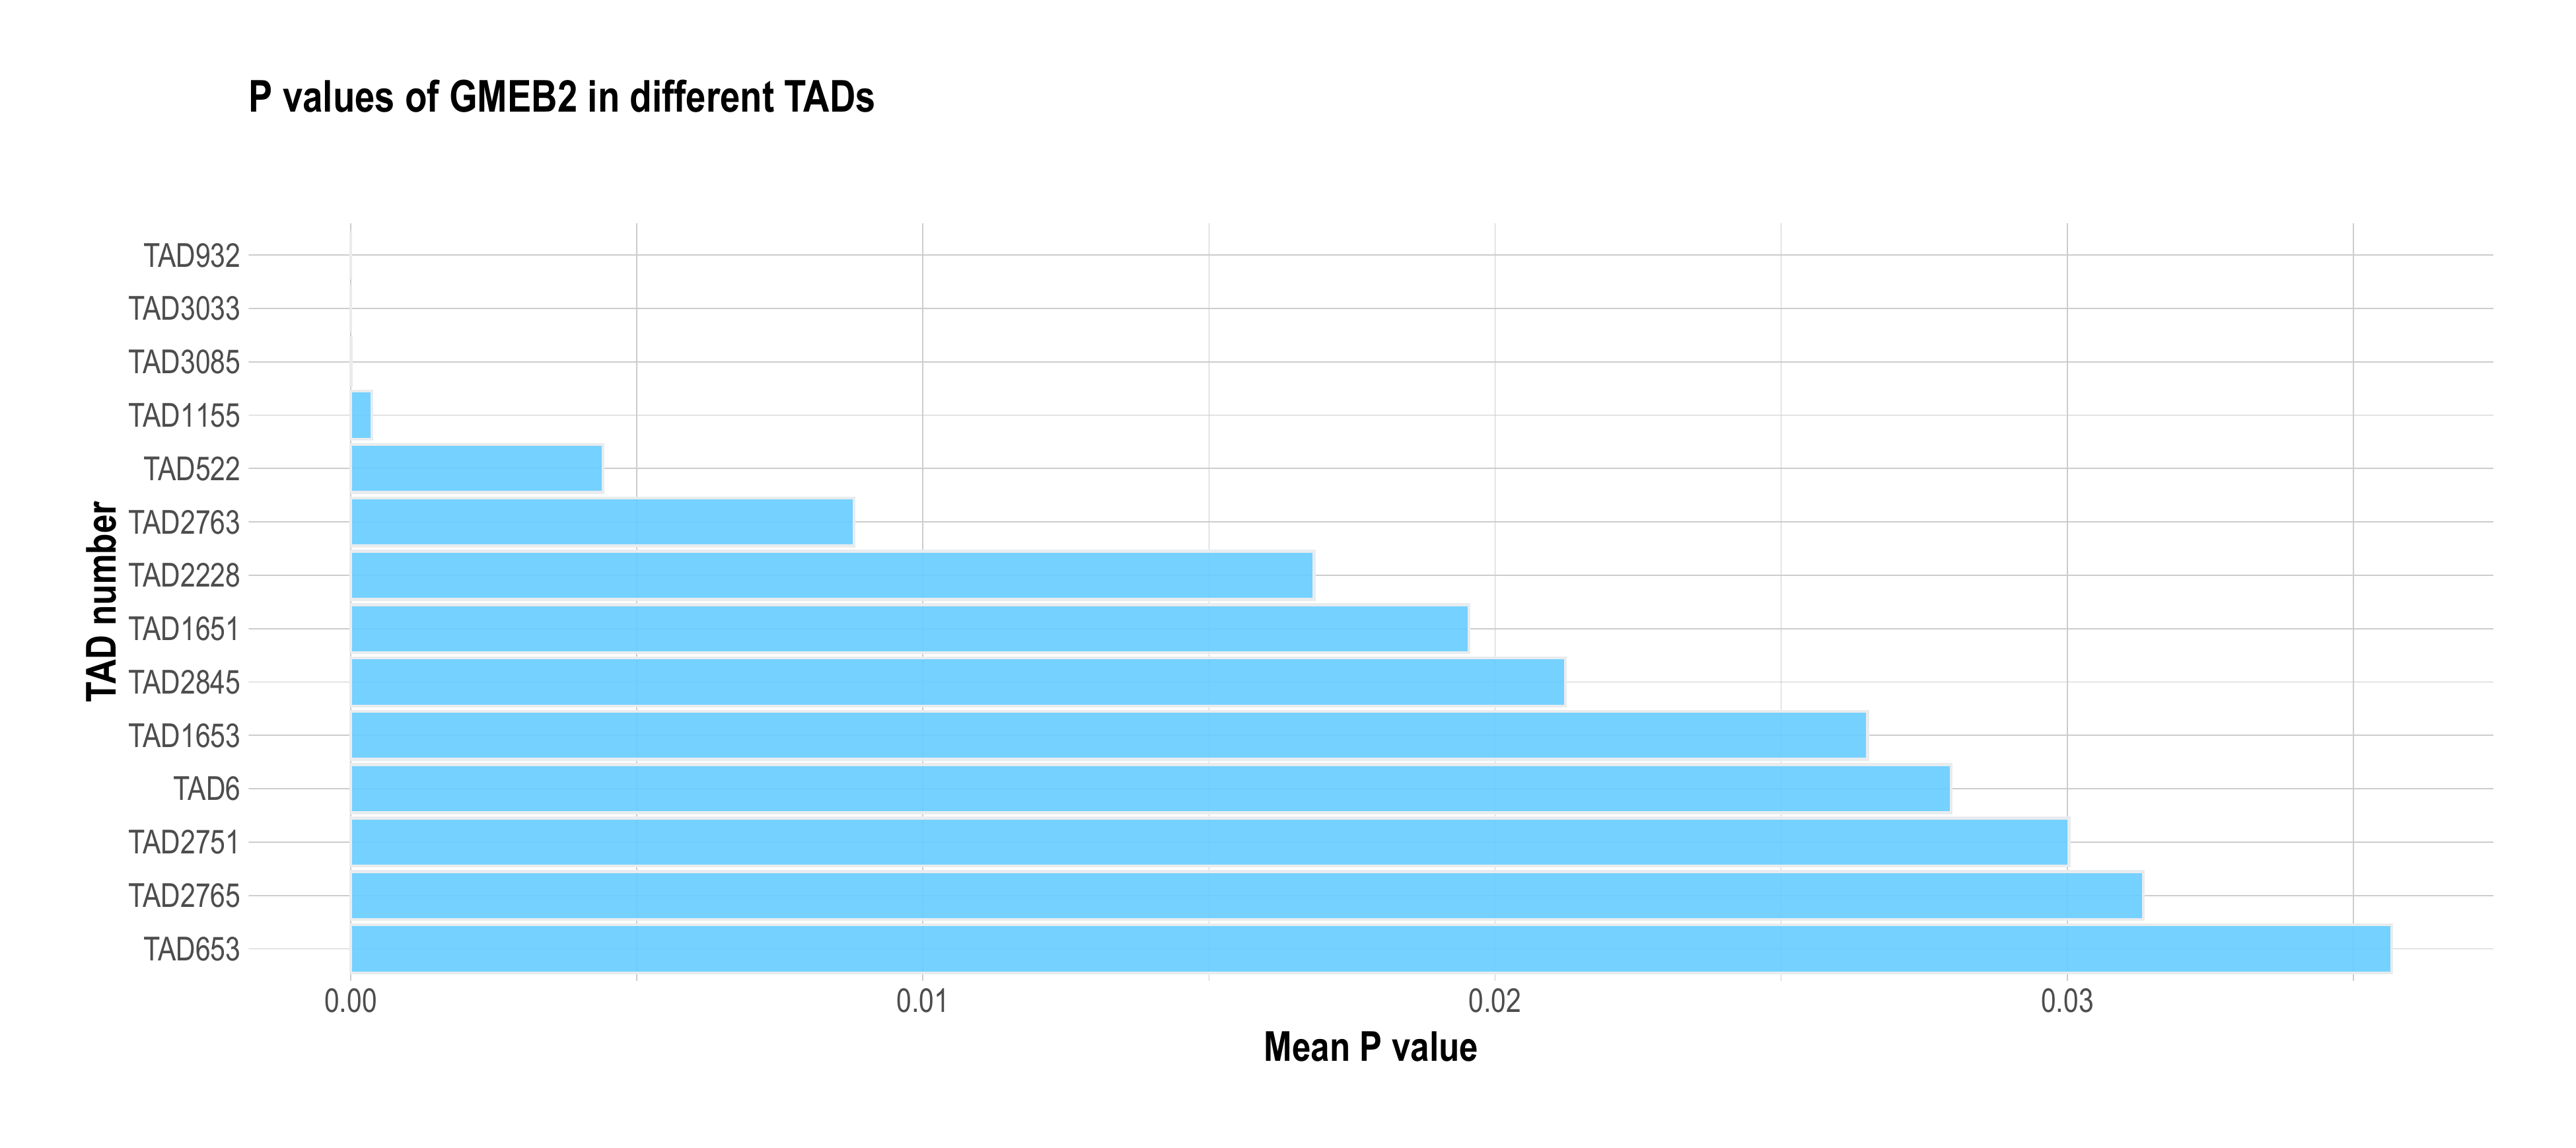 P values of GMEB2 in different TADs
TAD number
TAD932
TAD3033
TAD3085
TAD1155
TAD522
TAD2763
TAD2228
TAD1651
TAD2845
TAD1653
TAD6
TAD2751
TAD2765
TAD653
0.00 0.01 0.02 0.03
Mean P value